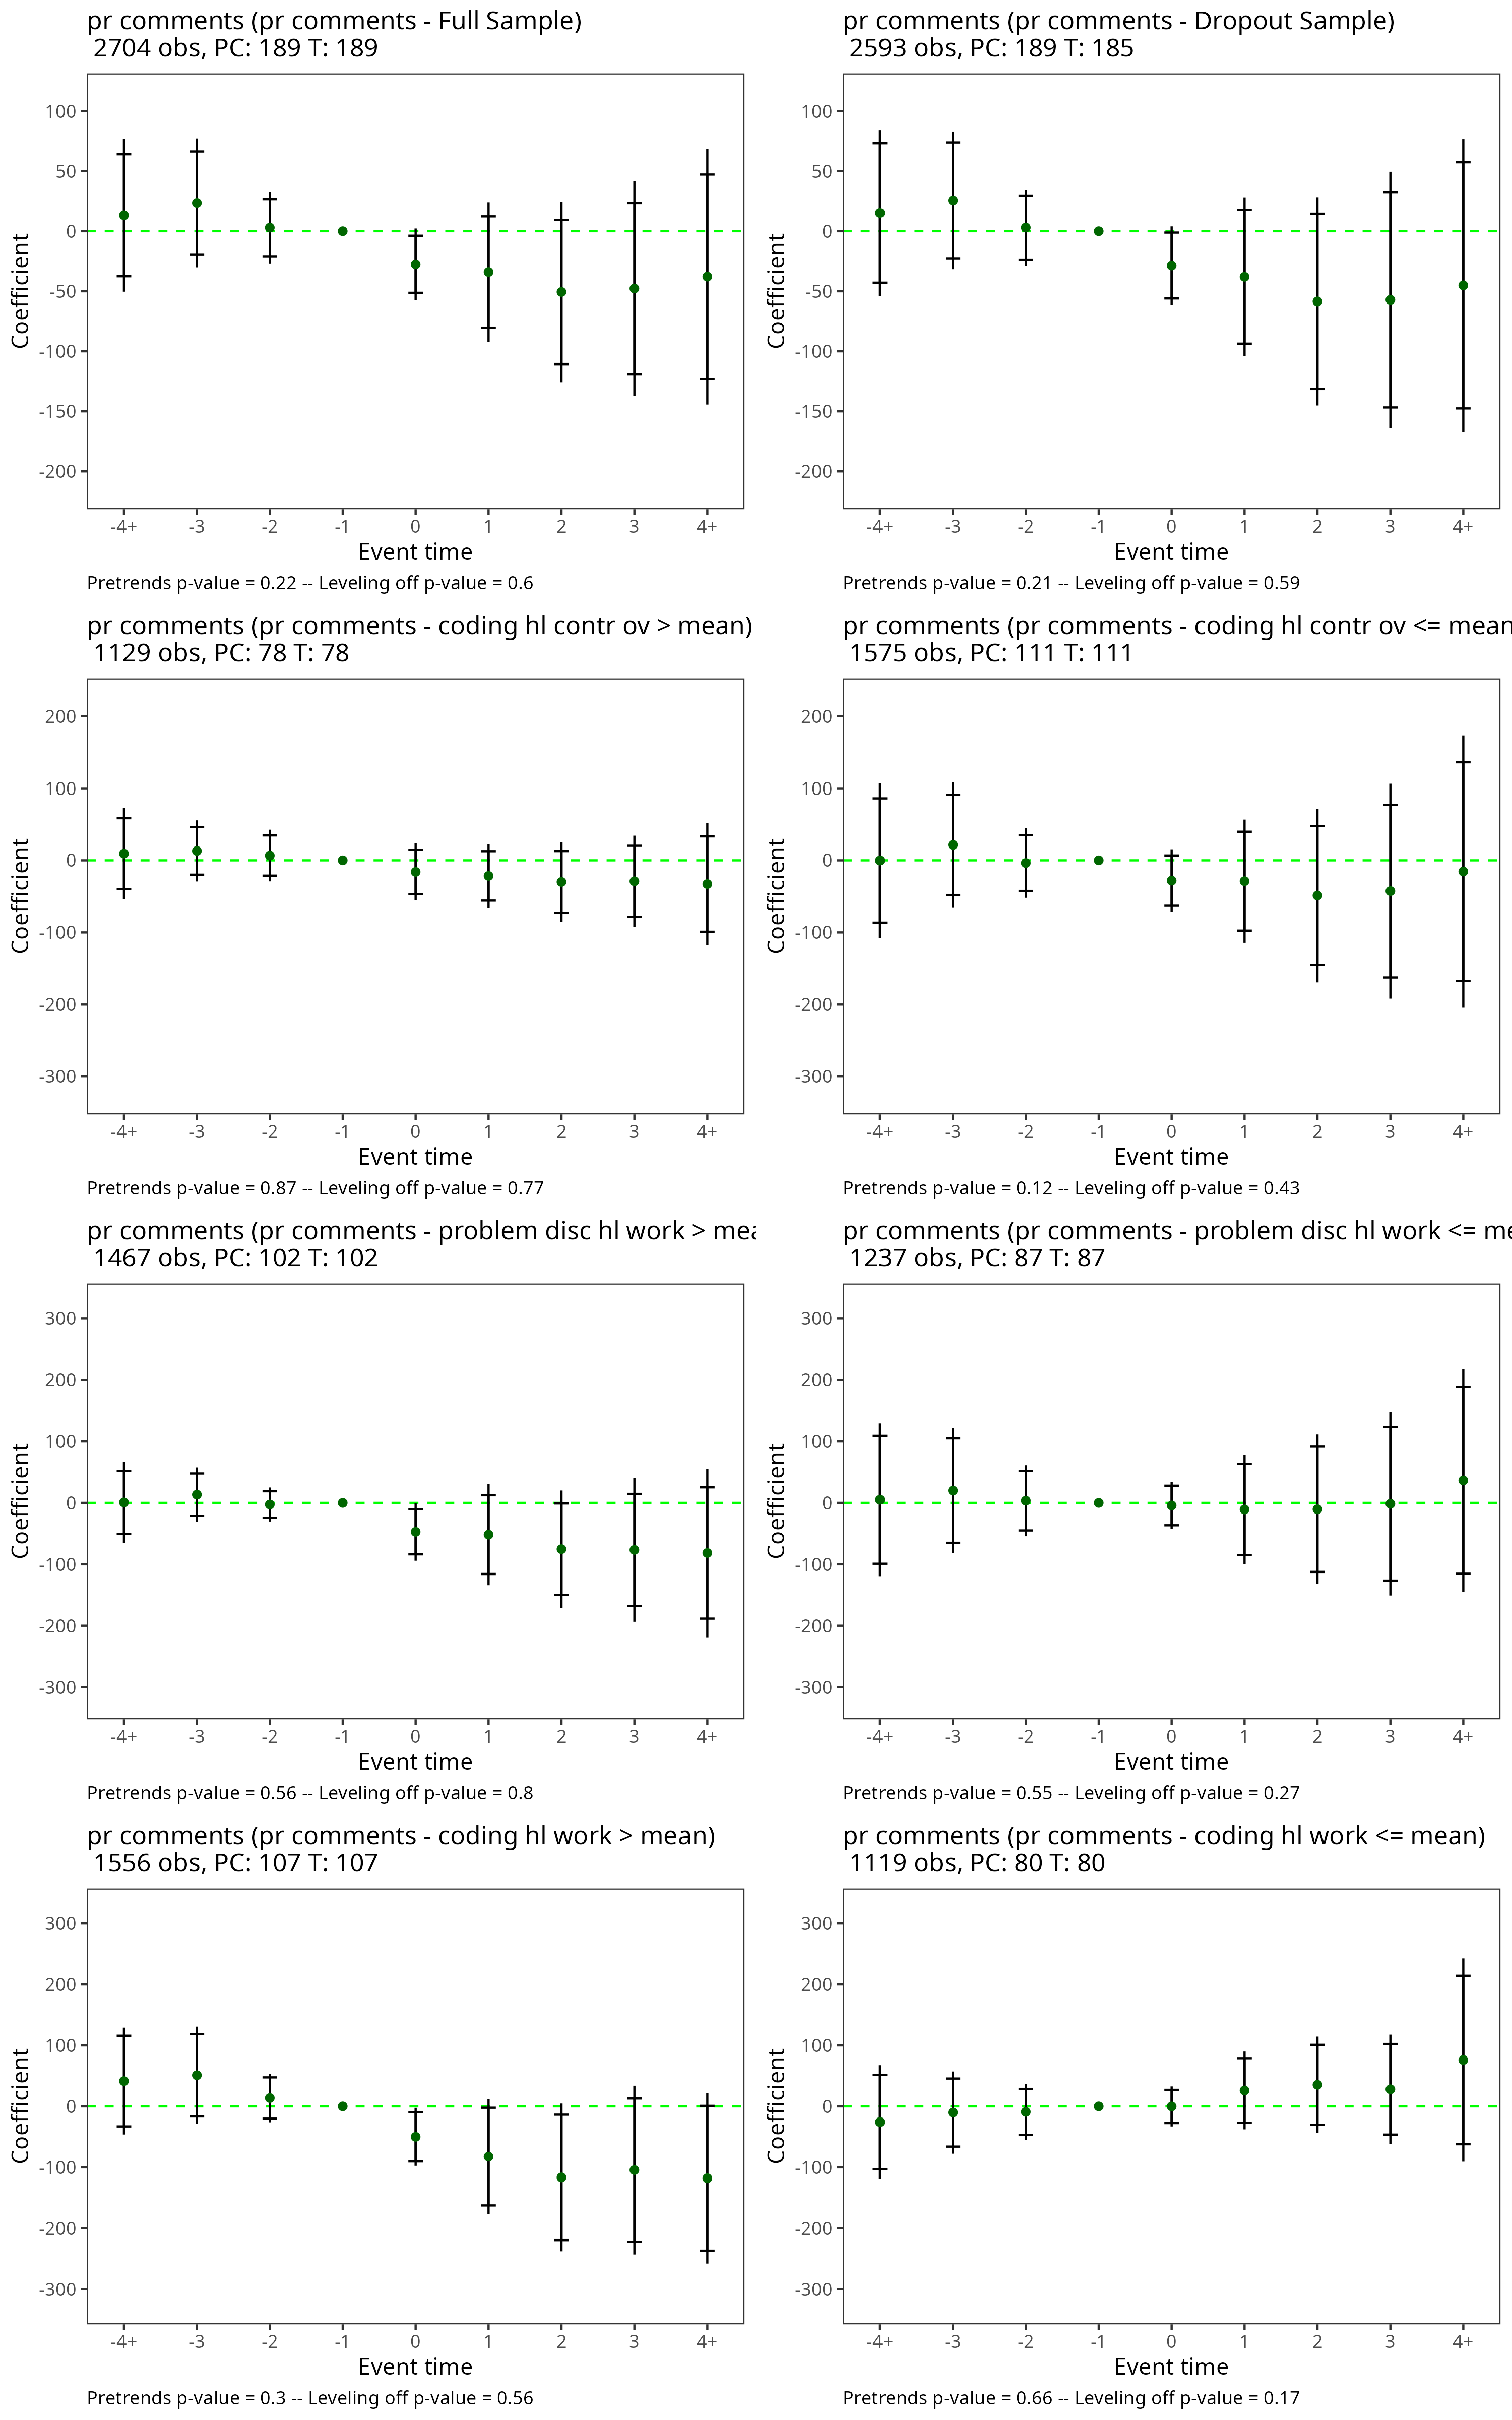 pr comments (pr comments - Full Sample)
2704 obs, PC: 189 T: 189
100
50
0
-50
-100
-150
-200
Coefficient
-4+ -3 -2 -1 0 1 2 3 4+
Event time
Pretrends p-value = 0.22 -- Leveling off p-value = 0.6
pr comments (pr comments - Dropout Sample)
2593 obs, PC: 189 T: 185
100
50
0
-50
-100
-150
-200
Coefficient
-4+ -3 -2 -1 0 1 2 3 4+
Event time
Pretrends p-value = 0.21 -- Leveling off p-value = 0.59
pr comments (pr comments - coding hl contr ov > mean)
1129 obs, PC: 78 T: 78
200
100
0
-100
-200
-300
Coefficient
-4+ -3 -2 -1 0 1 2 3 4+
Event time
Pretrends p-value = 0.87 -- Leveling off p-value = 0.77
pr comments (pr comments - coding hl contr ov <= mean
1575 obs, PC: 111 T: 111
200
100
0
-100
-200
-300
Coefficient
-4+ -3 -2 -1 0 1 2 3 4+
Event time
Pretrends p-value = 0.12 -- Leveling off p-value = 0.43
pr comments (pr comments - problem disc hl work > mea
1467 obs, PC: 102 T: 102
300
200
100
0
-100
-200
-300
Coefficient
-4+ -3 -2 -1 0 1 2 3 4+
Event time
Pretrends p-value = 0.56 -- Leveling off p-value = 0.8
pr comments (pr comments - problem disc hl work <= me
1237 obs, PC: 87 T: 87
300
200
100
0
-100
-200
-300
Coefficient
-4+ -3 -2 -1 0 1 2 3 4+
Event time
Pretrends p-value = 0.55 -- Leveling off p-value = 0.27
pr comments (pr comments - coding hl work > mean)
1556 obs, PC: 107 T: 107
300
200
100
0
-100
-200
-300
Coefficient
-4+ -3 -2 -1 0 1 2 3 4+
Event time
Pretrends p-value = 0.3 -- Leveling off p-value = 0.56
pr comments (pr comments - coding hl work <= mean)
1119 obs, PC: 80 T: 80
300
200
100
0
-100
-200
-300
Coefficient
-4+ -3 -2 -1 0 1 2 3 4+
Event time
Pretrends p-value = 0.66 -- Leveling off p-value = 0.17